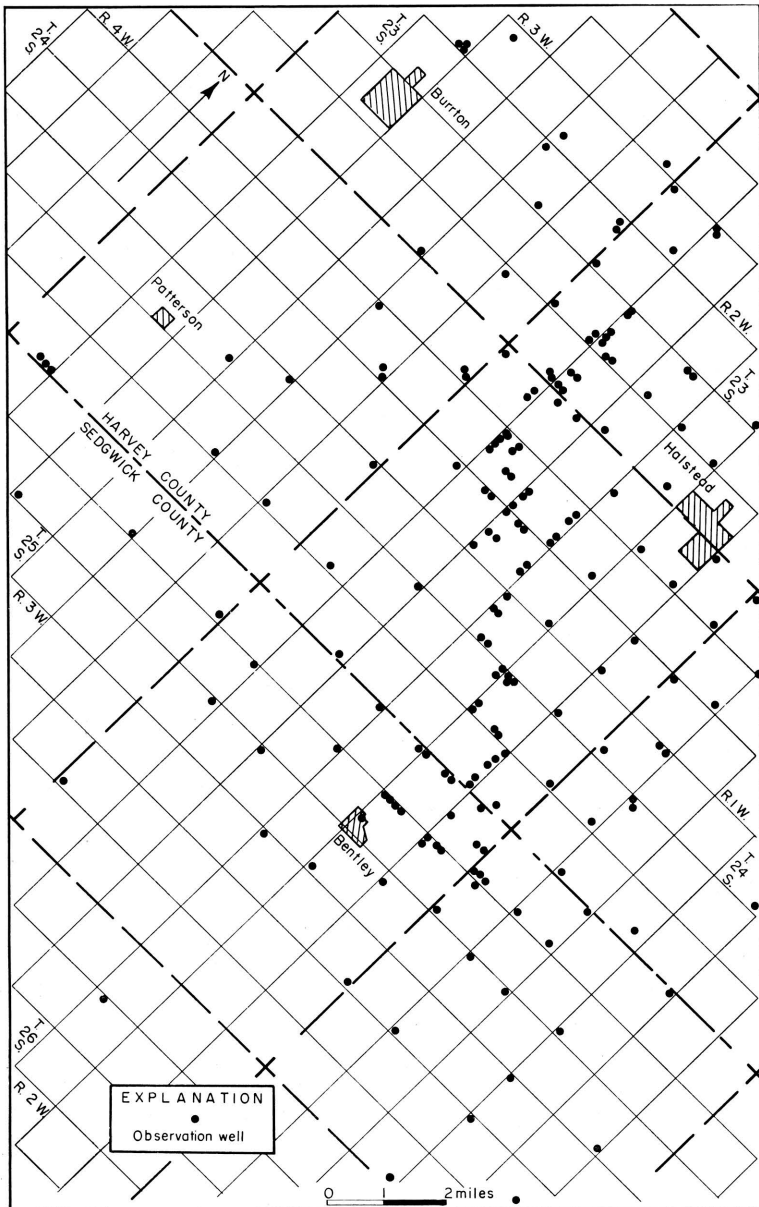 T. 24 S.
R. 4 W.
T. 23 S.
R. 3 W.
N
Burrton
Patterson
R. 2 W.
T. 23 S.
HARVEY COUNTY
SEDGWICK COUNTY
Halstead
T. 25 S.
R. 3 W.
R. 1 W.
T. 24 S.
Bentley
T. 26 S.
R. 2 W.
EXPLANATION
Observation well
0 1 2 miles